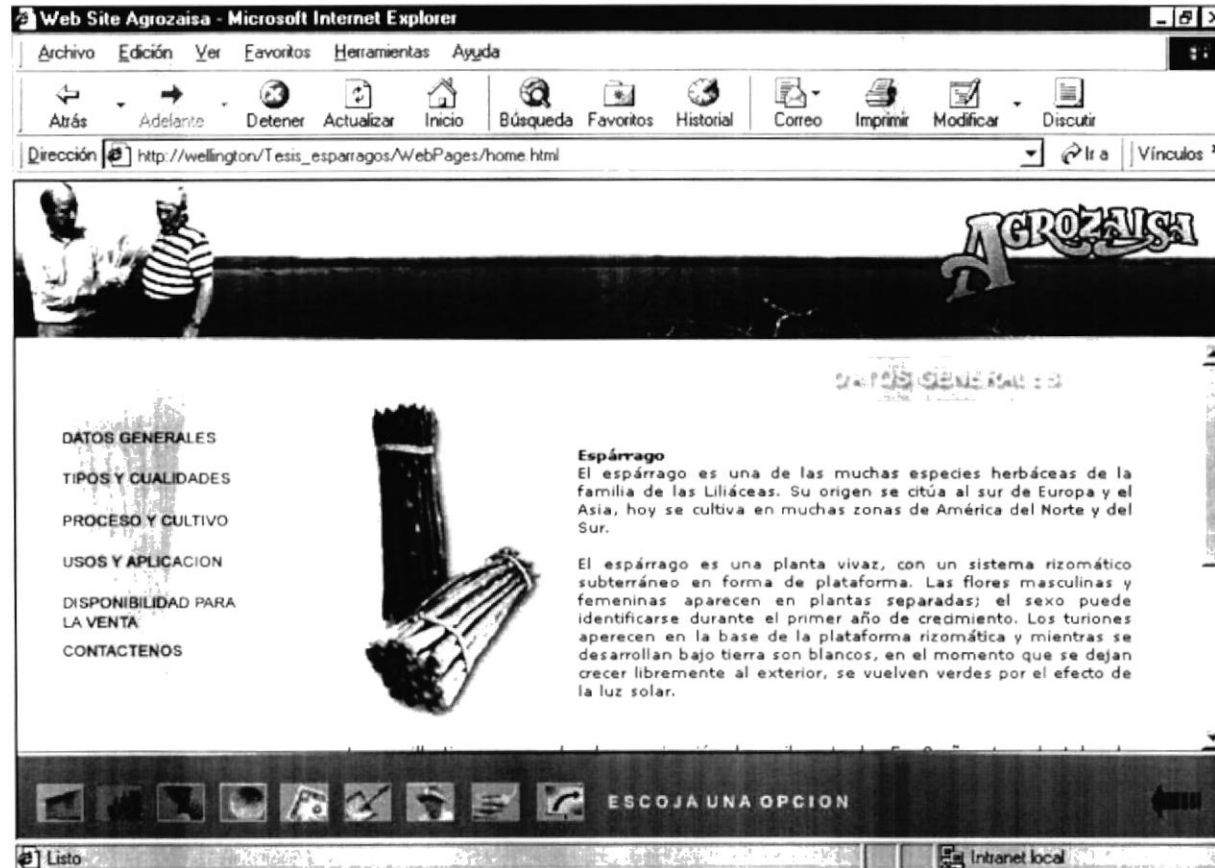 Web Site Agrozaisa - Microsoft Internet Explorer
Archivo Edición Ver Favoritos Herramientas Ayuda
Atrás Adelante Detener Actualizar Inicio Búsqueda Favoritos Historial Correo Imprimir Modificar Discutir
Dirección http://wellington/Tesis_esparragos/WebPages/home.html Ir a Vínculos
AGROZAISA
DATOS GENERALES
DATOS GENERALES
TIPOS Y CUALIDADES
PROCESO Y CULTIVO
USOS Y APLICACION
DISPONIBILIDAD PARA
LA VENTA
CONTACTENOS
Espárrago
El espárrago es una de las muchas especies herbáceas de la
familia de las Liliáceas. Su origen se citúa al sur de Europa y el
Asia, hoy se cultiva en muchas zonas de América del Norte y del
Sur.
El espárrago es una planta vivaz, con un sistema rizomático
subterráneo en forma de plataforma. Las flores masculinas y
femeninas aparecen en plantas separadas; el sexo puede
identificarse durante el primer año de crecimiento. Los turiones
aperecen en la base de la plataforma rizomática y mientras se
desarrollan bajo tierra son blancos, en el momento que se dejan
crecer libremente al exterior, se vuelven verdes por el efecto de
la luz solar.
ESCOJA UNA OPCION
Listo Intranet local